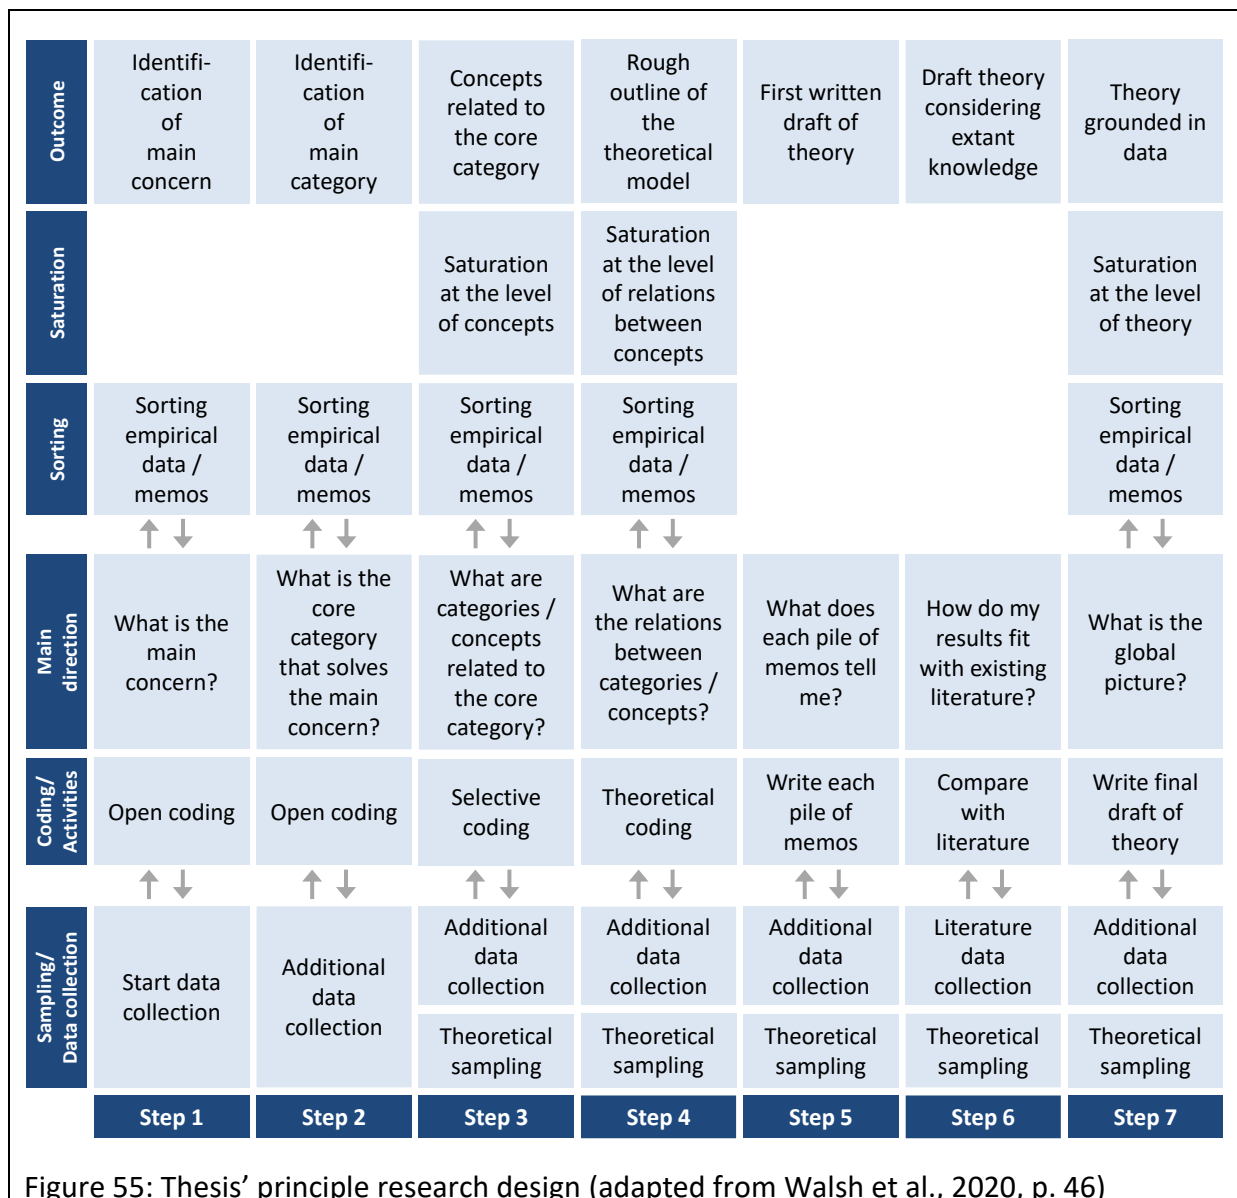 Outcome
Identifi-
cation
of
main
concern
Identifi-
cation
of
main
category
Concepts
related to
the core
category
Rough
outline of
the
theoretical
model
First written
draft of
theory
Draft theory
considering
extant
knowledge
Theory
grounded in
data
Saturation
Saturation
at the level
of concepts
Saturation
at the level
of relations
between
concepts
Saturation
at the level
of theory
Sorting
Sorting
empirical
data /
memos
Sorting
empirical
data /
memos
Sorting
empirical
data /
memos
Sorting
empirical
data /
memos
Sorting
empirical
data /
memos
Main
direction
What is the
main
concern?
What is the
core
category
that solves
the main
concern?
What are
categories /
concepts
related to
the core
category?
What are
the relations
between
categories /
concepts?
What does
each pile of
memos tell
me?
How do my
results fit
with existing
literature?
What is the
global
picture?
Coding/
Activities
Open coding
Open coding
Selective
coding
Theoretical
coding
Write each
pile of
memos
Compare
with
literature
Write final
draft of
theory
Sampling/
Data collection
Start data
collection
Additional
data
collection
Additional
data
collection
Theoretical
sampling
Additional
data
collection
Theoretical
sampling
Additional
data
collection
Theoretical
sampling
Literature
data
collection
Theoretical
sampling
Additional
data
collection
Theoretical
sampling
Step 1
Step 2
Step 3
Step 4
Step 5
Step 6
Step 7
Figure 55: Thesis’ principle research design (adapted from Walsh et al., 2020, p. 46)